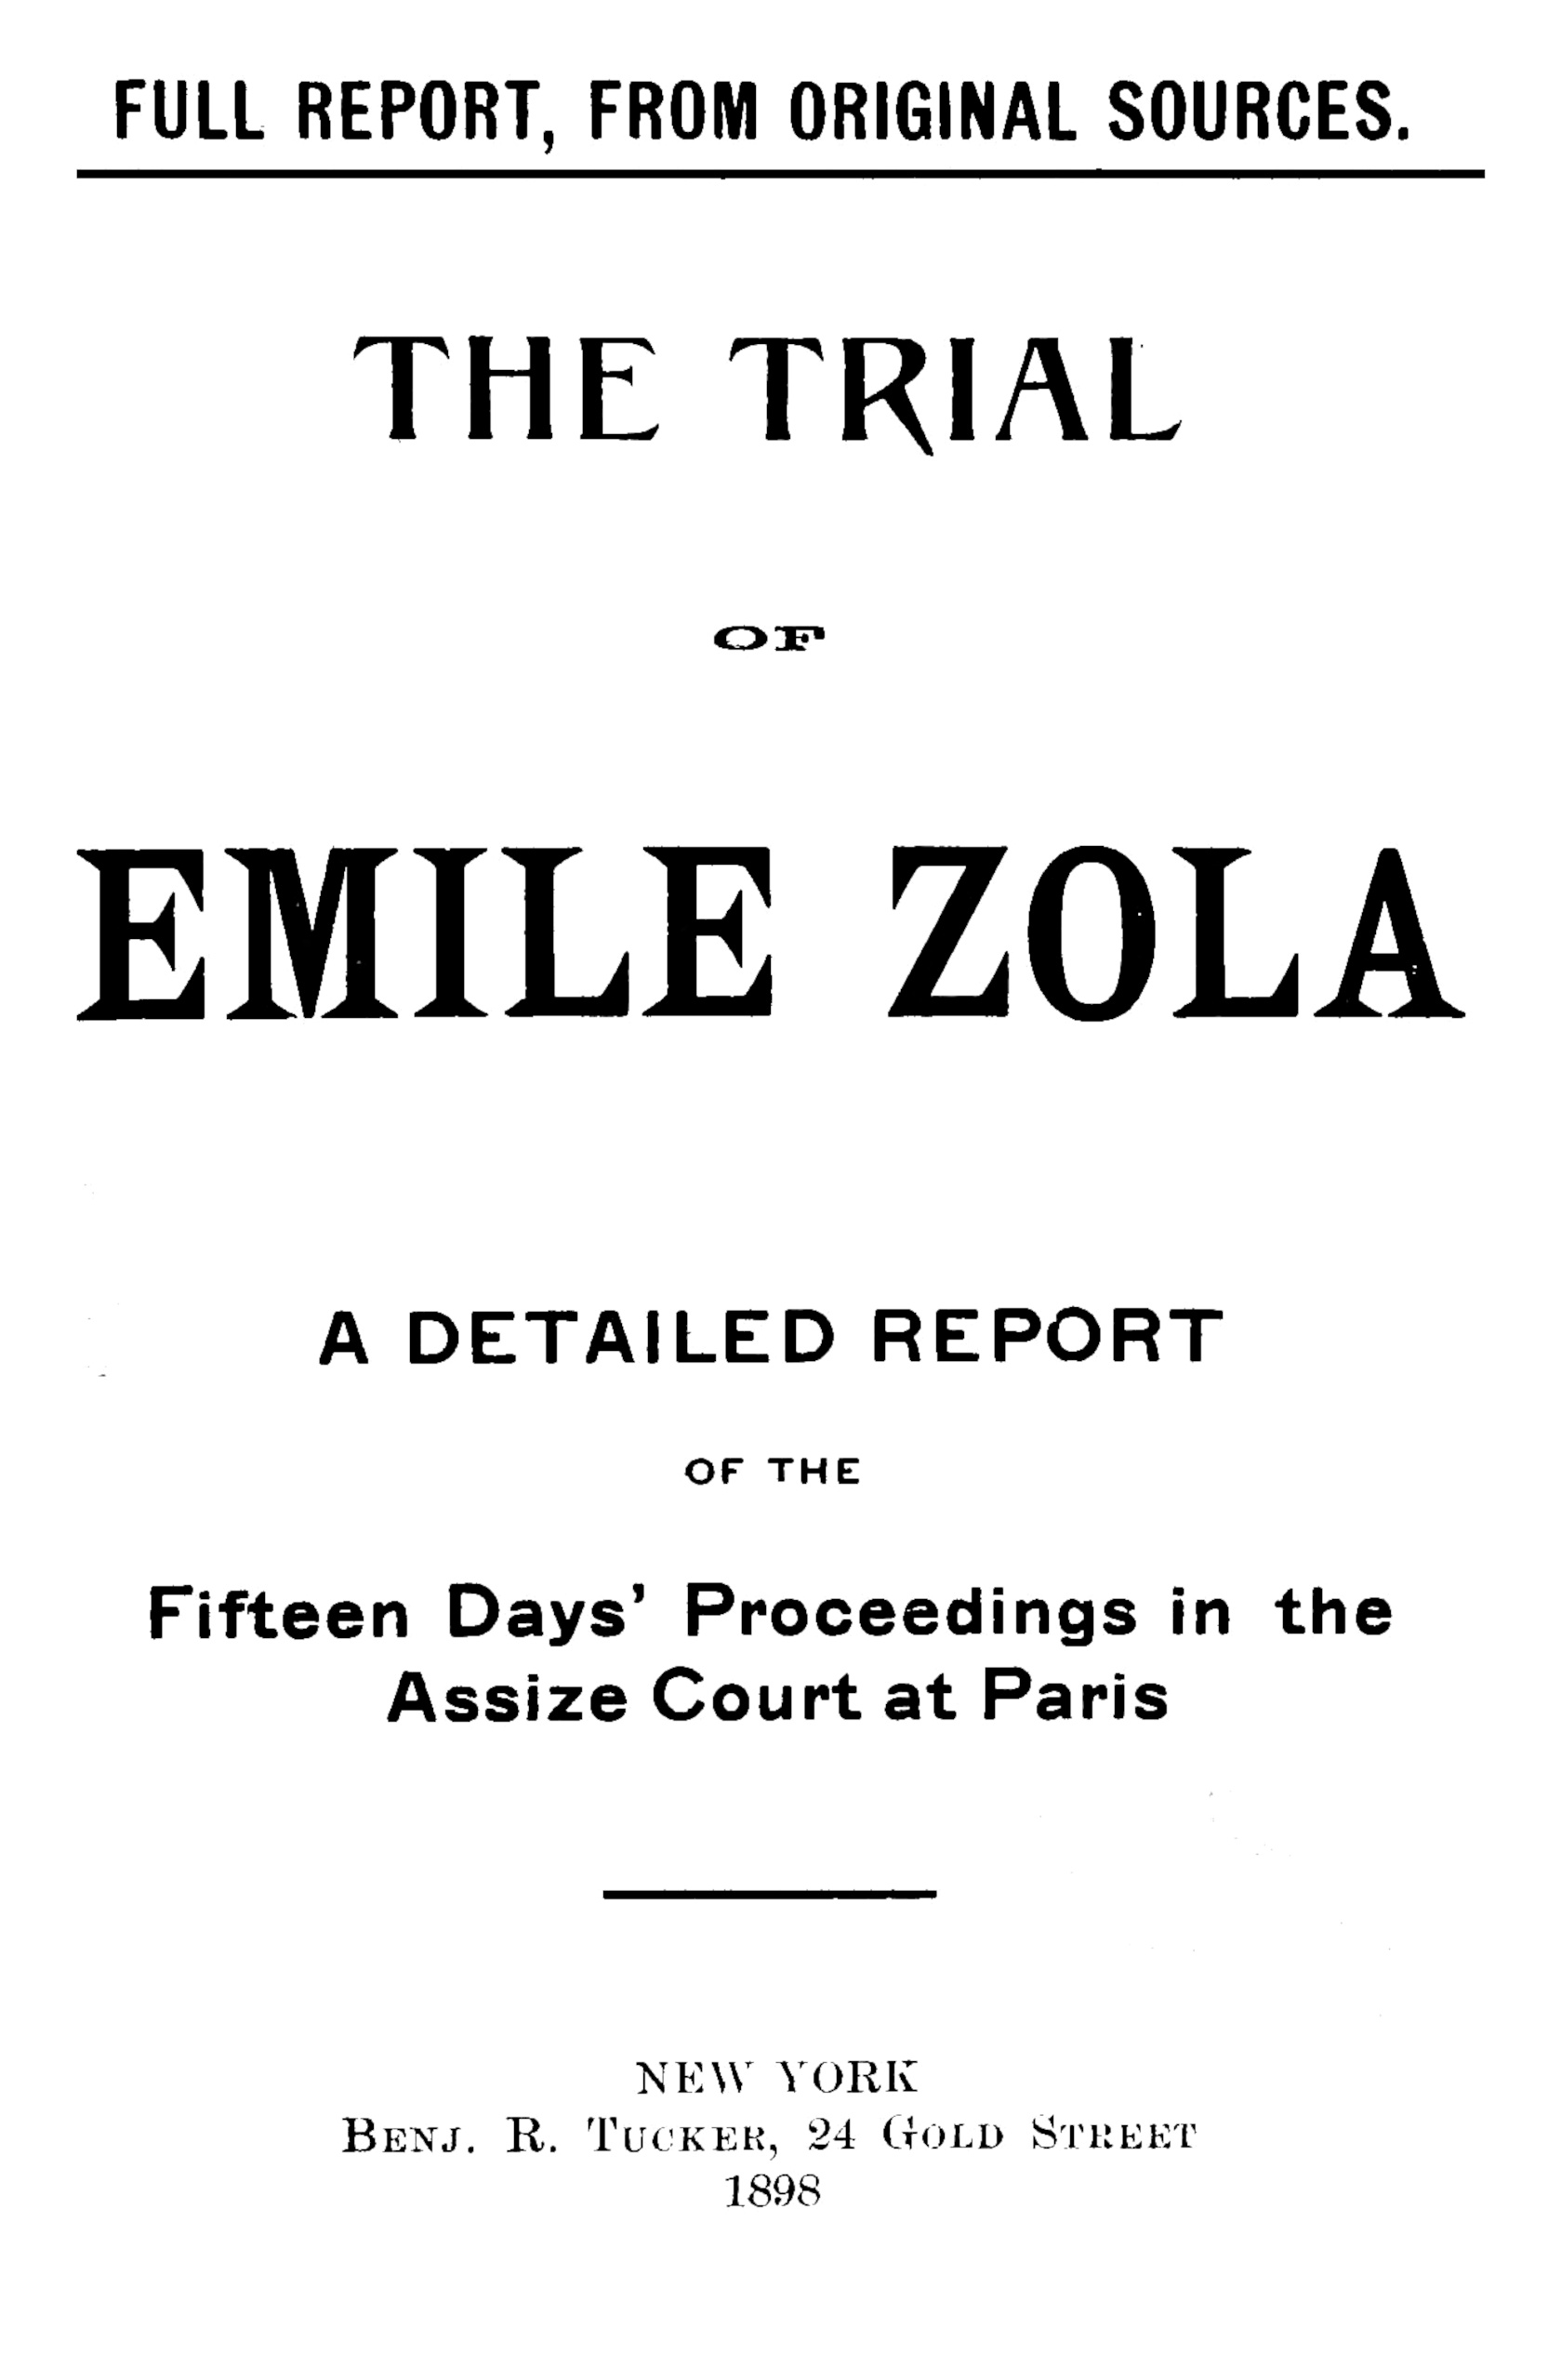 FULL REPORT, FROM ORIGINAL SOURCES.
THE TRIAL
OF
EMILE ZOLA
A DETAILED REPORT
OF THE
Fifteen Days’ Proceedings in the
Assize Court at Paris
NEW YORK
BENJ. R. TUCKER, 24 GOLD STREET
1898